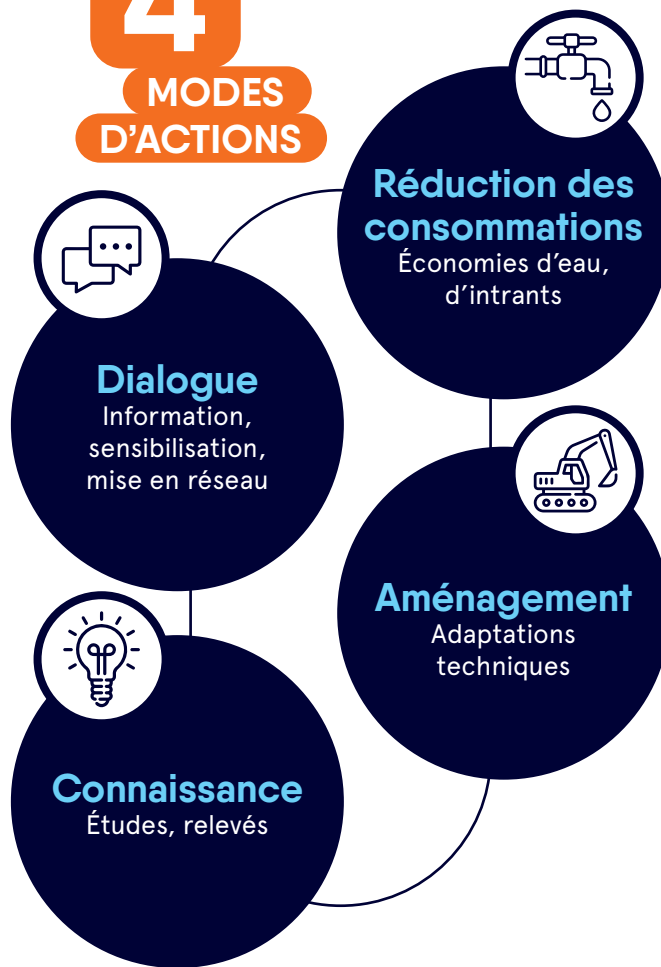 4
MODES
D'ACTIONS
Réduction des
consommations
Économies d'eau,
d'intrants
Dialogue
Information,
sensibilisation,
mise en réseau
Aménagement
Adaptations
techniques
Connaissance
Études, relevés